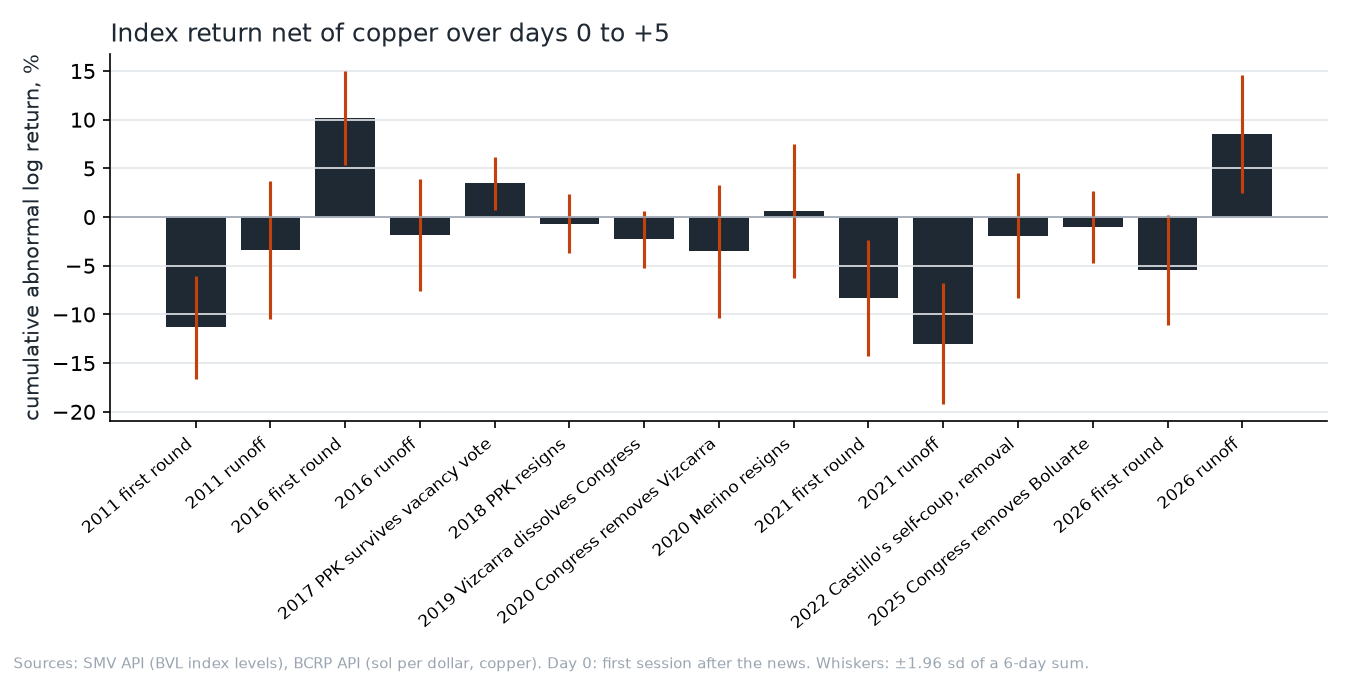 Index return net of copper over days 0 to +5
cumulative abnormal log return, %
15
10
5
0
−5
−10
−15
−20
2011 first round
2011 runoff
2016 first round
2016 runoff
2017 PPK survives vacancy vote
2018 PPK resigns
2019 Vizcarra dissolves Congress
2020 Congress removes Vizcarra
2020 Merino resigns
2021 first round
2021 runoff
2022 Castillo's self-coup, removal
2025 Congress removes Boluarte
2026 first round
2026 runoff
Sources: SMV API (BVL index levels), BCRP API (sol per dollar, copper). Day 0: first session after the news. Whiskers: ±1.96 sd of a 6-day sum.